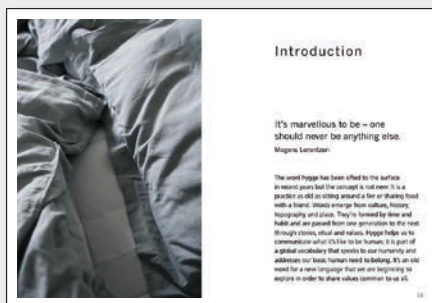 Introduction
It's marvellous to be – one
should never be anything else.
Mogens Lorentzen
The word hygge has been sifted to the surface
in recent years but the concept is not new. It is a
practice as old as sitting around a fire or sharing food
with a friend. Words emerge from culture, history,
topography and place. They're formed by time and
habit and are passed from one generation to the next
through stories, ritual and values. Hygge helps us to
communicate what it's like to be human; it is part of
a global vocabulary that speaks to our humanity and
addresses our basic human need to belong. It's an old
word for a new language that we are beginning to
explore in order to share values common to us all.